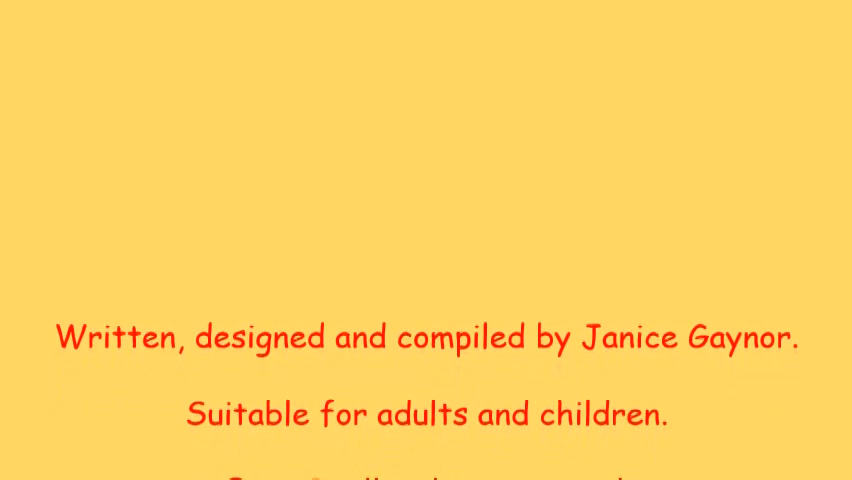 Written, designed and compiled by Janice Gaynor.
Suitable for adults and children.